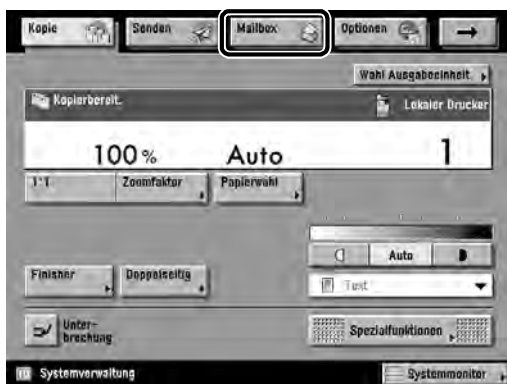 Kopie Senden Mailbox Optionen
Wahl Ausgabeeinheit
Kopierbereit. Lokaler Drucker
100 % Auto 1
1:1 Zoomfaktor Papierwahl
Auto
Finisher Doppelseitig
Text
Unter-
brechung
Spezialfunktionen
Systemverwaltung Systemmonitor